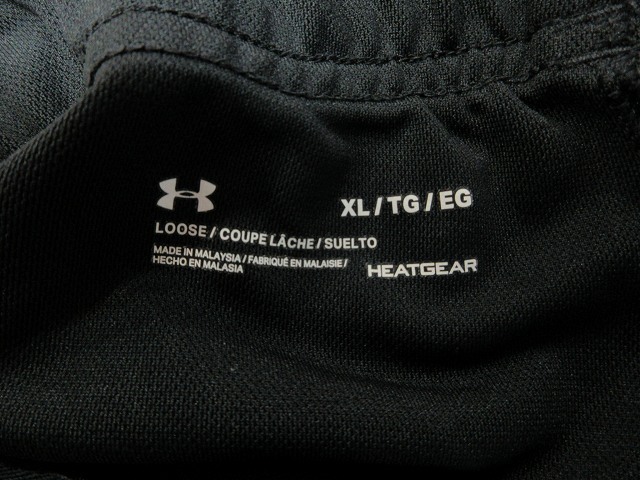 XL/TG/EG
LOOSE/COUPE LÂCHE/SUELTO
MADE IN MALAYSIA/FABRIQUÉ EN MALAISIE/
HECHO EN MALASIA
HEATGEAR